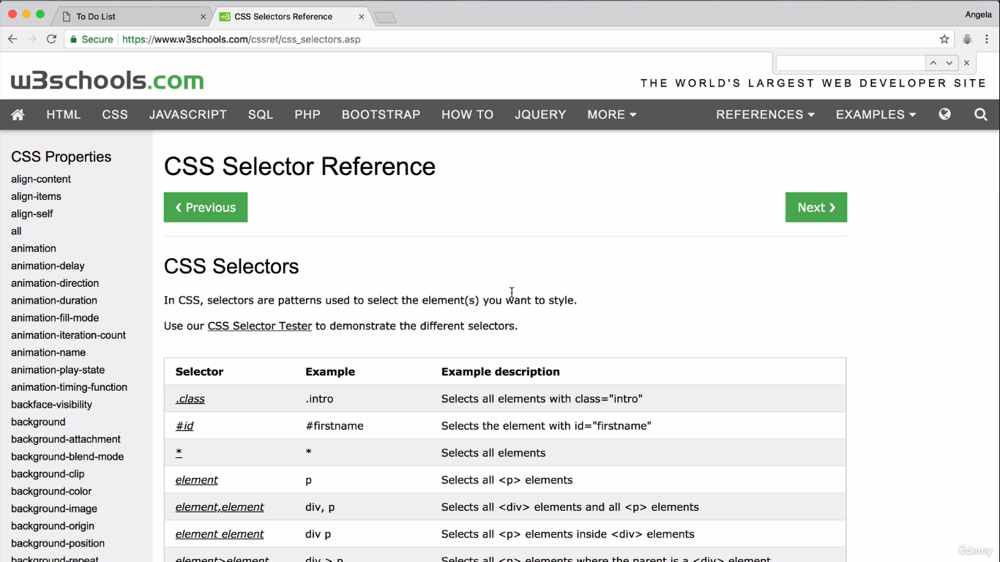 To Do List
CSS Selectors Reference
Angela
Secure https://www.w3schools.com/cssref/css_selectors.asp
w3schools.com
THE WORLD'S LARGEST WEB DEVELOPER SITE
HTML CSS JAVASCRIPT SQL PHP BOOTSTRAP HOW TO JQUERY MORE REFERENCES EXAMPLES
CSS Properties
align-content
align-items
align-self
all
animation
animation-delay
animation-direction
animation-duration
animation-fill-mode
animation-iteration-count
animation-name
animation-play-state
animation-timing-function
backface-visibility
background
background-attachment
background-blend-mode
background-clip
background-color
background-image
background-origin
background-position
background-repeat
CSS Selector Reference
❮ Previous
Next ❯
CSS Selectors
In CSS, selectors are patterns used to select the element(s) you want to style.
Use our CSS Selector Tester to demonstrate the different selectors.
Selector Example Example description
.class .intro Selects all elements with class="intro"
#id #firstname Selects the element with id="firstname"
* * Selects all elements
element p Selects all <p> elements
element,element div, p Selects all <div> elements and all <p> elements
element element div p Selects all <p> elements inside <div> elements
element>element div > p Selects all <p> elements where the parent is a <div> element
ûdemy